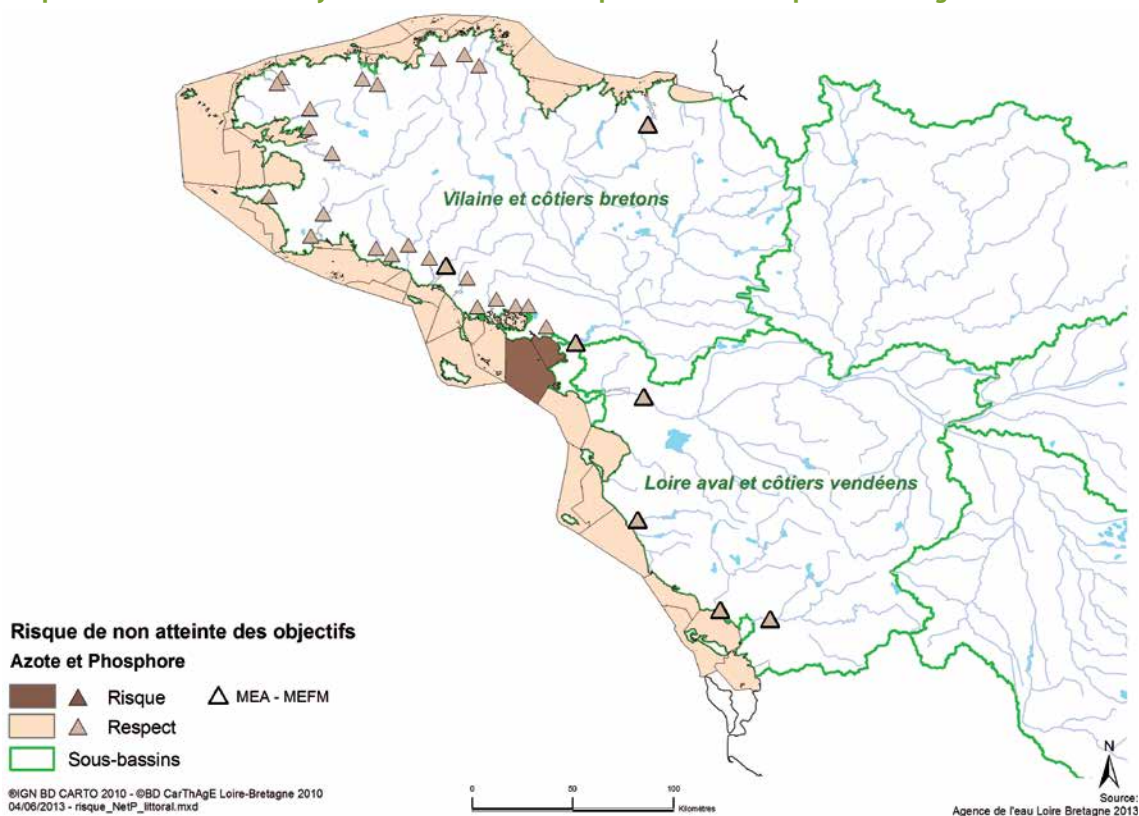 Vilaine et côtiers bretons
Loire aval et côtiers vendéens
Risque de non atteinte des objectifs
Azote et Phosphore
Risque
MEA - MEFM
Respect
Sous-bassins
©IGN BD CARTO 2010 - ©BD CarThAgE Loire-Bretagne 2010
04/06/2013 - risque_NetP_littoral.mxd
0 50 100
Kilomètres
N
Source:
Agence de l'eau Loire Bretagne 2013